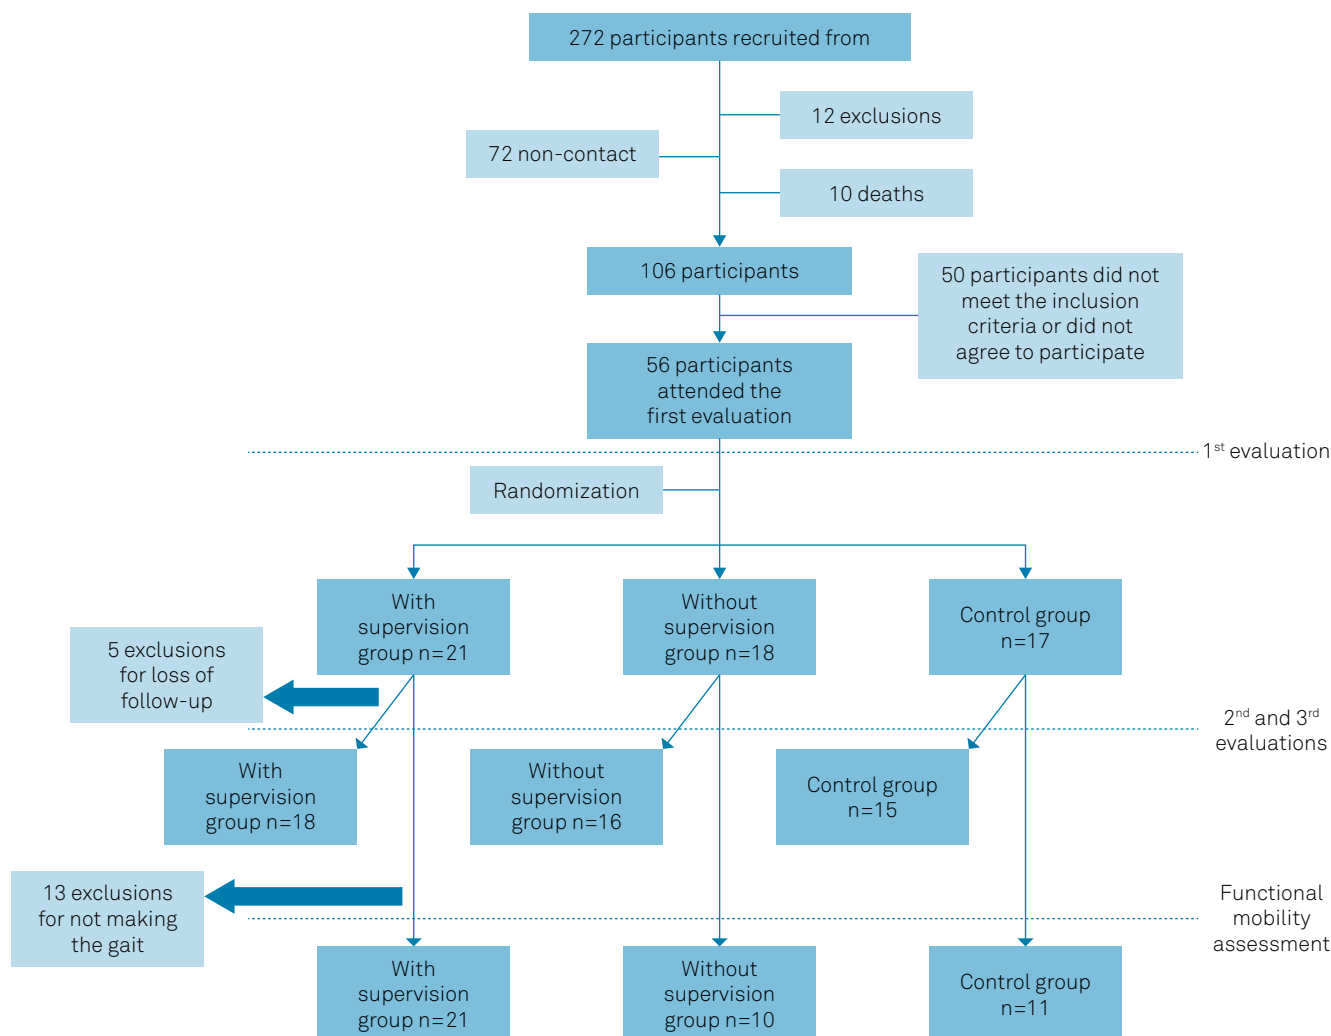 272 participants recruited from
12 exclusions
72 non-contact
10 deaths
106 participants
50 participants did not
meet the inclusion
criteria or did not
agree to participate
56 participants
attended the
first evaluation
1st evaluation
Randomization
With
supervision
group n=21
Without
supervision
group n=18
Control group
n=17
5 exclusions
for loss of
follow-up
2nd and 3rd
evaluations
With
supervision
group n=18
Without
supervision
group n=16
Control group
n=15
13 exclusions
for not making
the gait
Functional
mobility
assessment
With
supervision
group n=21
Without
supervision
group n=10
Control group
n=11